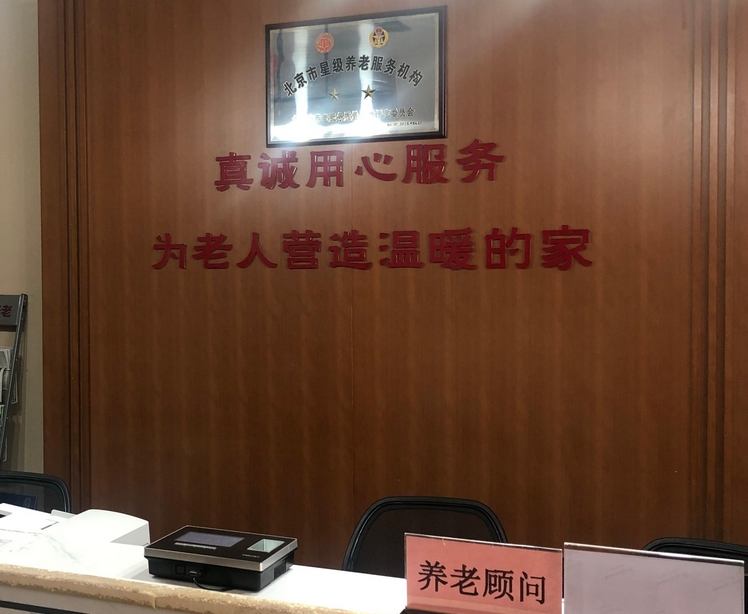 北京市星级养老服务机构
真诚用心服务
为老人营造温暖的家
老
养老顾问